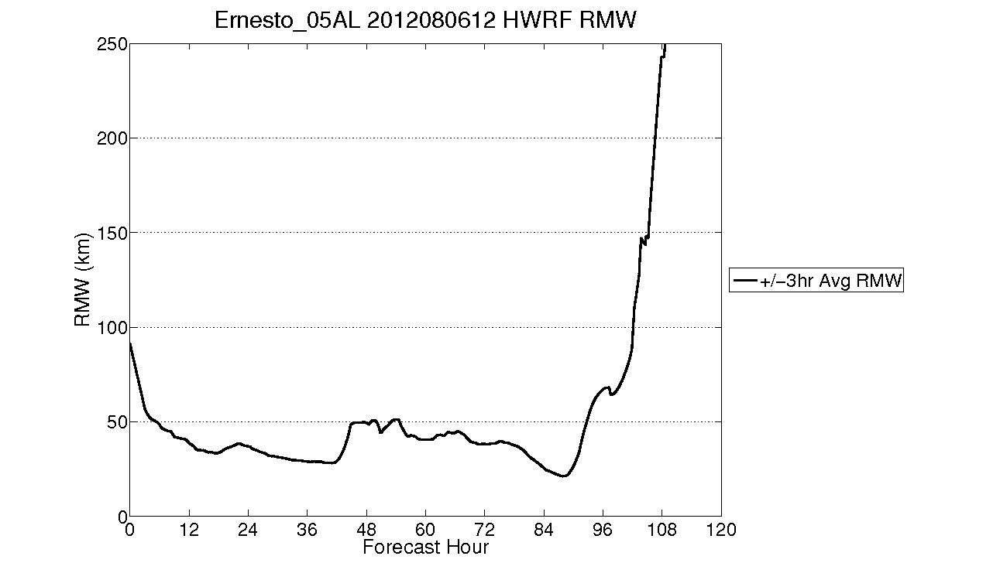 Ernesto_05AL 2012080612 HWRF RMW
250
200
150
100
50
0
RMW (km)
0 12 24 36 48 60 72 84 96 108 120
Forecast Hour
+/−3hr Avg RMW